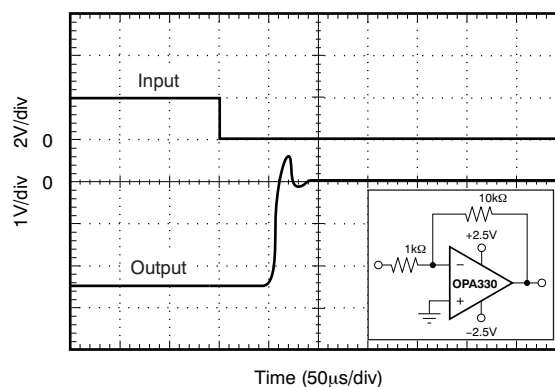 2V/div
1V/div
0
0
Input
Output
10kΩ
+2.5V
1kΩ
−
OPA330
+
−2.5V
Time (50μs/div)